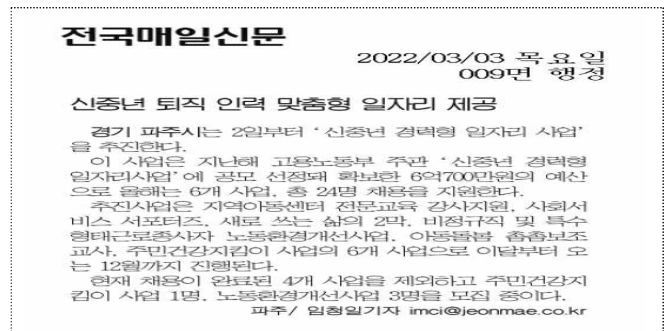 전국매일신문
2022/03/03 목요일
009면 행정
신중년 퇴직 인력 맞춤형 일자리 제공
경기 파주시는 2일부터 ‘신중년 경력형 일자리 사업’
을 추진한다.
이 사업은 지난해 고용노동부 주관 ‘신중년 경력형
일자리사업’에 공모 선정돼 확보한 6억700만원의 예산
으로 올해는 6개 사업, 총 24명 채용을 지원한다.
추진사업은 지역아동센터 전문교육 강사지원, 사회서
비스 서포터즈, 새로 쓰는 삶의 2막, 비정규직 및 특수
형태근로종사자 노동환경개선사업, 아동돌봄 촘촘보조
교사, 주민건강지킴이 사업의 6개 사업으로 이달부터 오
는 12월까지 진행된다.
현재 채용이 완료된 4개 사업을 제외하고 주민건강지
킴이 사업 1명, 노동환경개선사업 3명을 모집 중이다.
파주/ 임청일기자 imci@jeonmae.co.kr